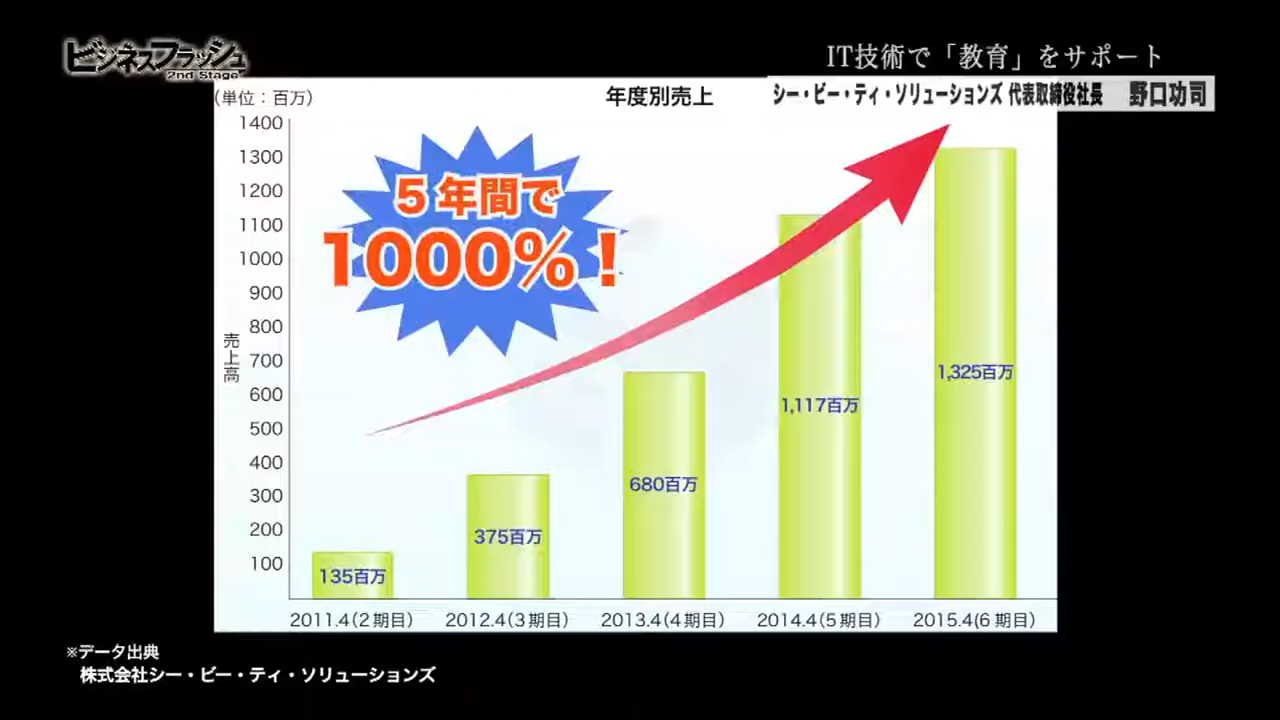 ビジネスフラッシュ
2nd Stage
IT技術で「教育」をサポート
シー・ビー・ティ・ソリューションズ 代表取締役社長 野口功司
(単位：百万)
年度別売上
1400
1300
1200
1100
1000
900
800
700
600
500
400
300
200
100
売上高
5年間で
1000%！
135百万
375百万
680百万
1,117百万
1,325百万
2011.4(2期目)
2012.4(3期目)
2013.4(4期目)
2014.4(5期目)
2015.4(6期目)
※データ出典
株式会社シー・ビー・ティ・ソリューションズ